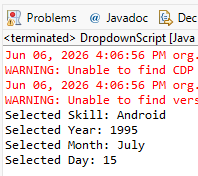 Problems @ Javadoc Dec
<terminated> DropdownScript [Java
Jun 06, 2026 4:06:56 PM org.
WARNING: Unable to find CDP
Jun 06, 2026 4:06:56 PM org.
WARNING: Unable to find vers
Selected Skill: Android
Selected Year: 1995
Selected Month: July
Selected Day: 15